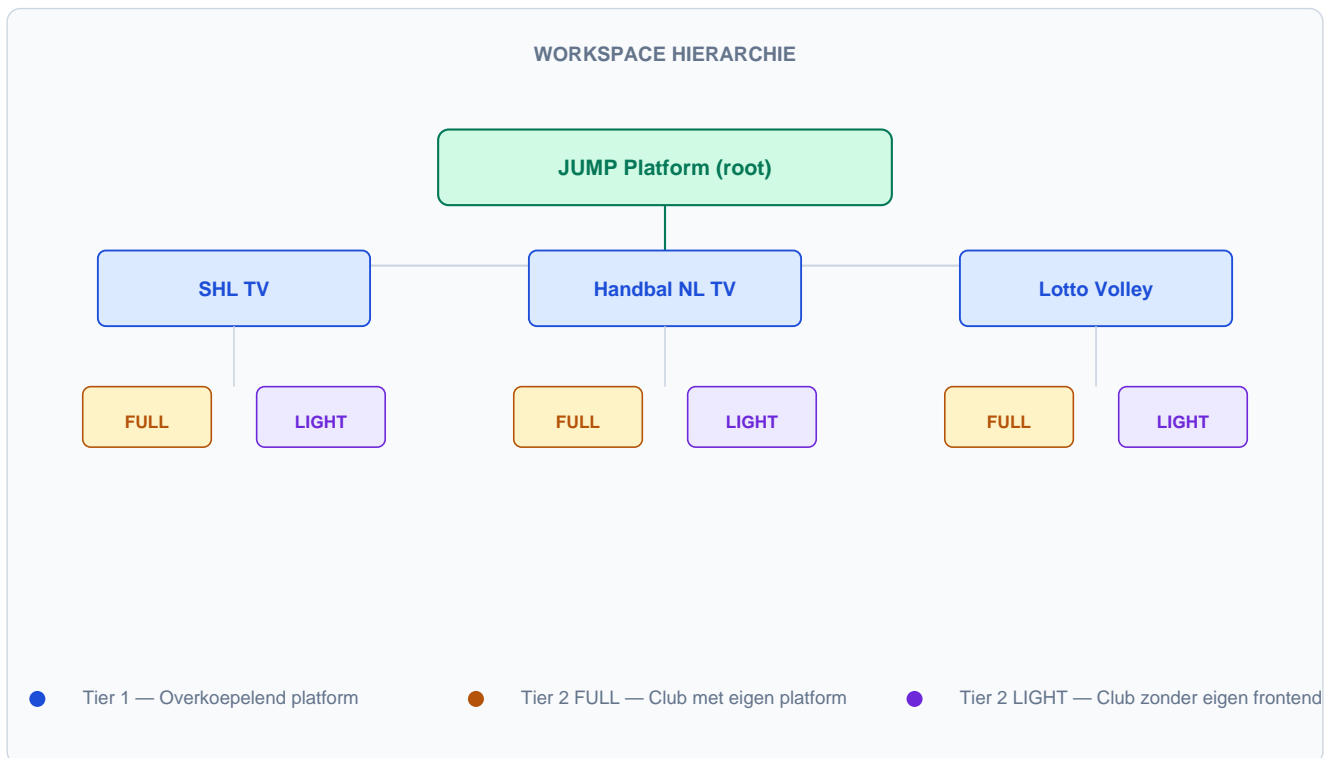 WORKSPACE HIERARCHIE
JUMP Platform (root)
SHL TV
Handbal NL TV
Lotto Volley
FULL
LIGHT
FULL
LIGHT
FULL
LIGHT
Tier 1 — Overkoepelend platform
Tier 2 FULL — Club met eigen platform
Tier 2 LIGHT — Club zonder eigen frontend